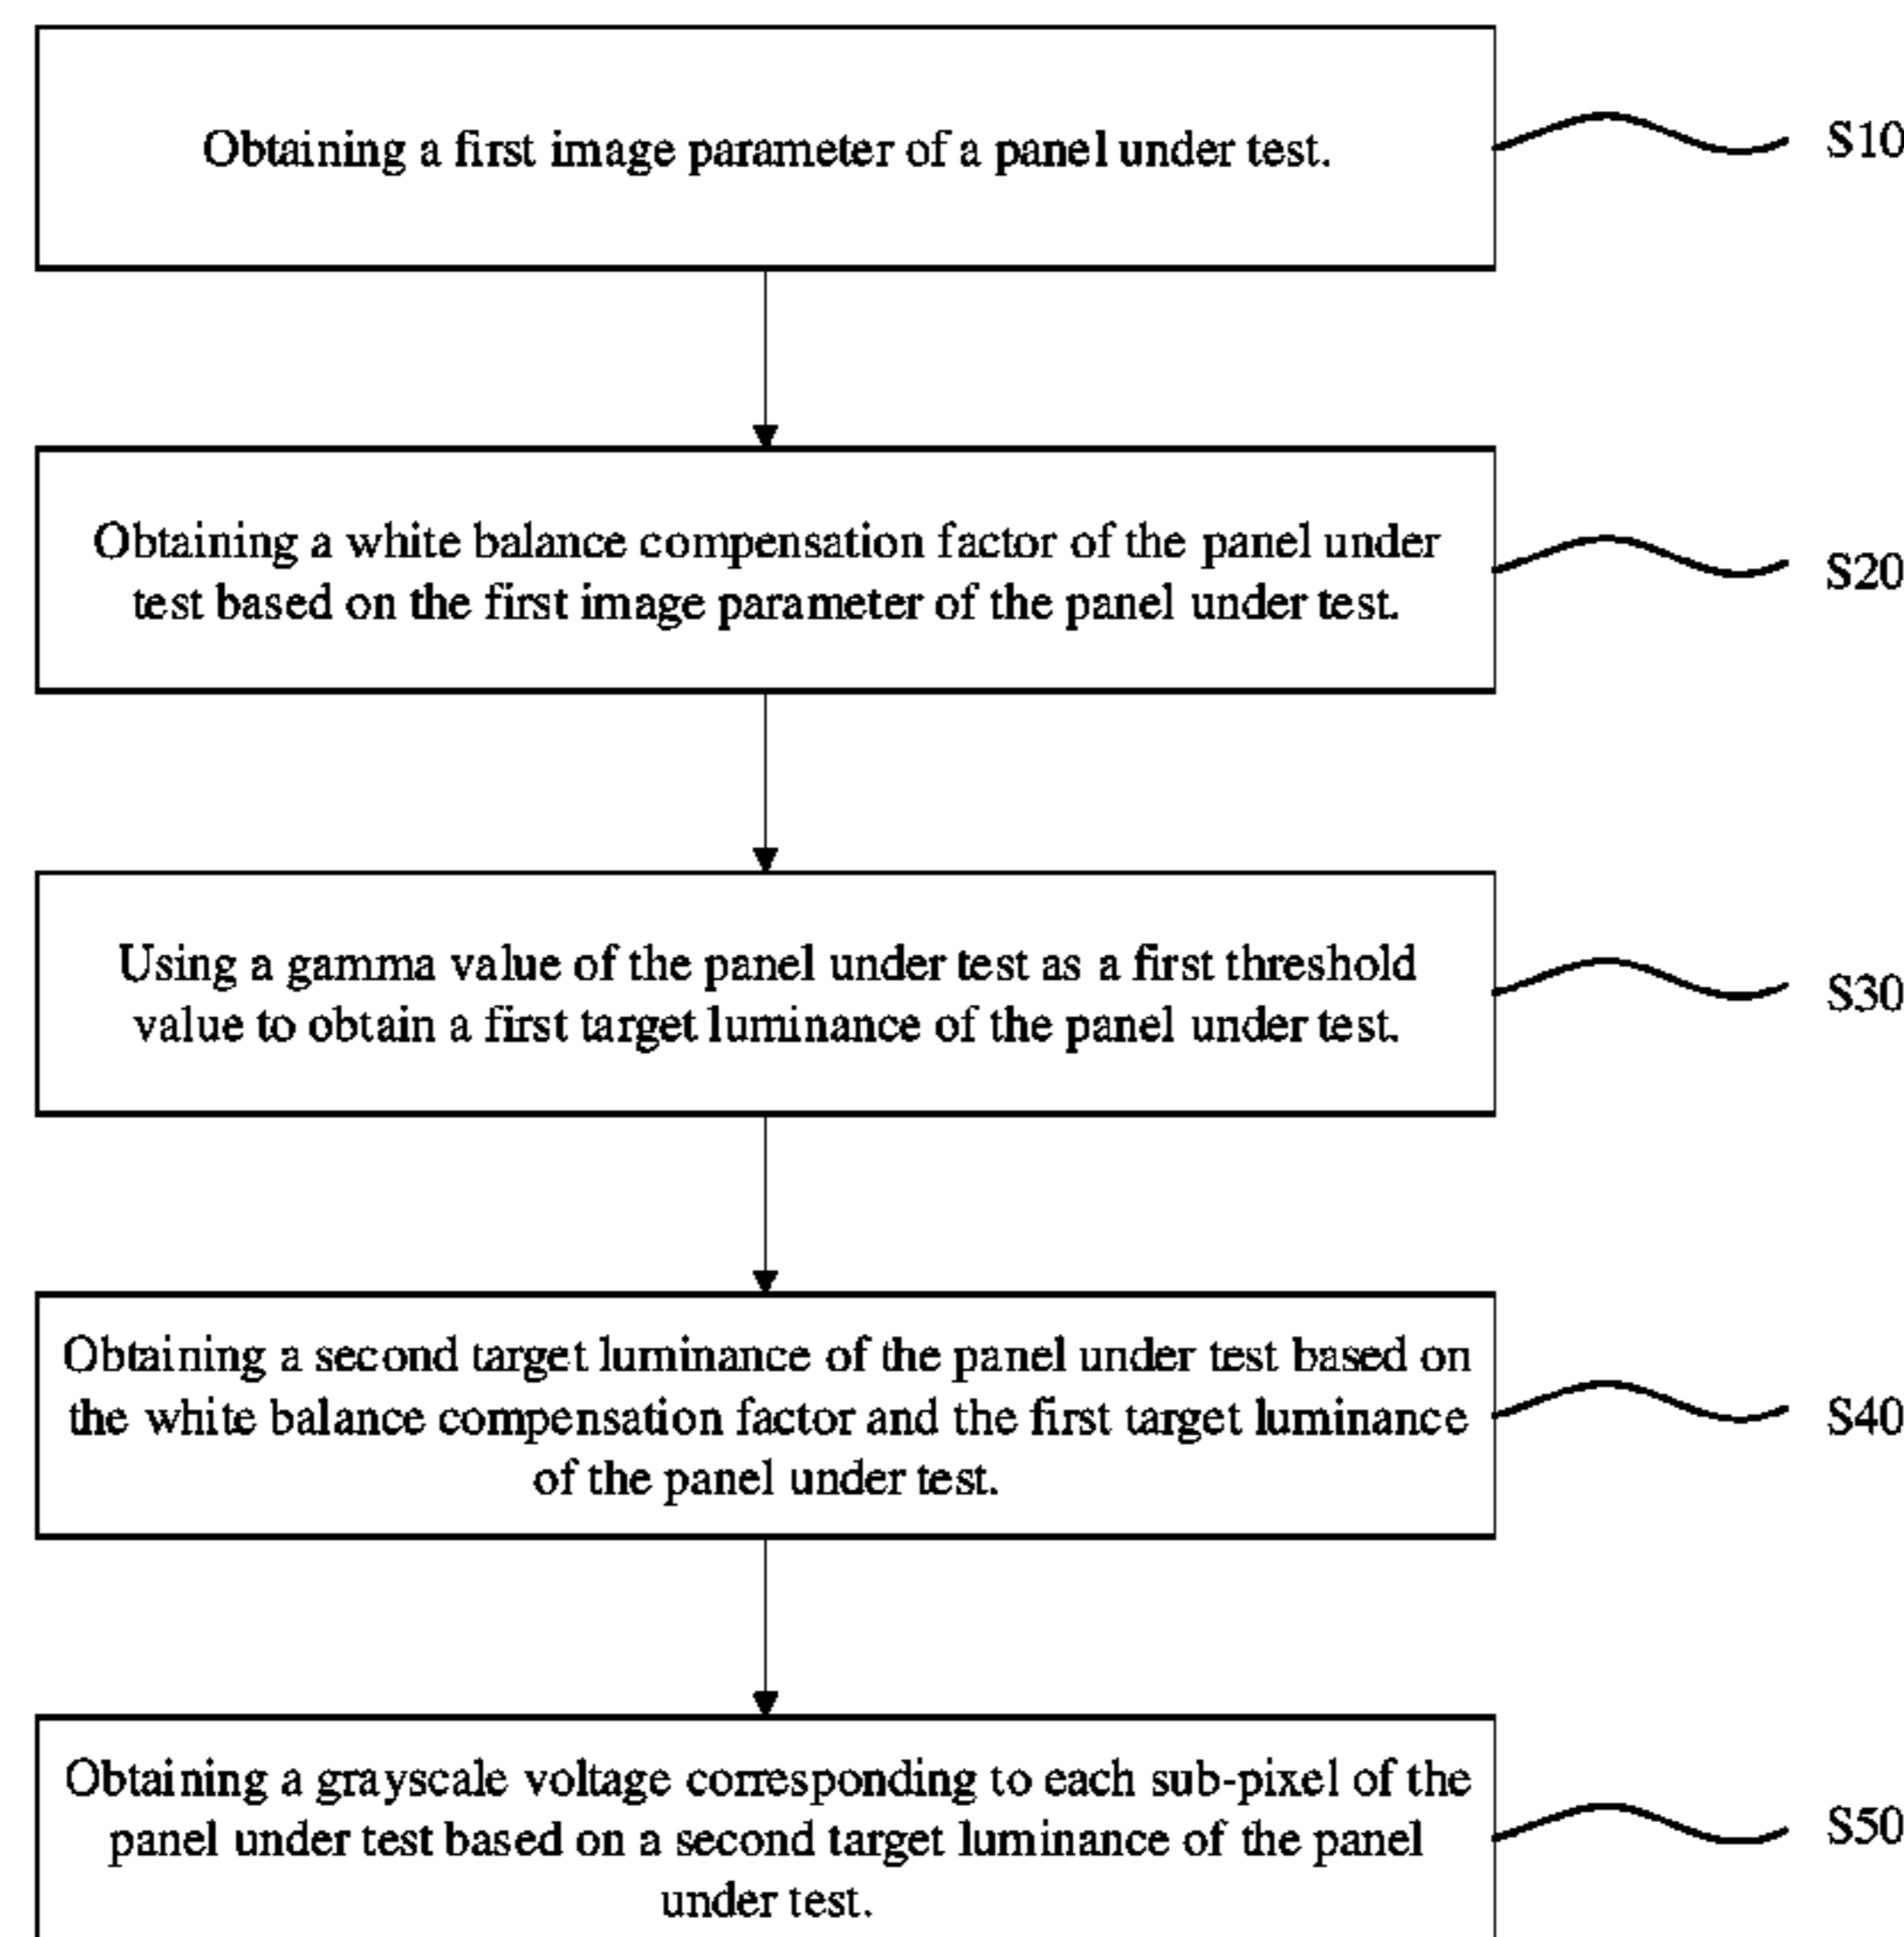 Obtaining a first image parameter of a panel under test.
S10
Obtaining a white balance compensation factor of the panel under
test based on the first image parameter of the panel under test.
S20
Using a gamma value of the panel under test as a first threshold
value to obtain a first target luminance of the panel under test.
S30
Obtaining a second target luminance of the panel under test based on
the white balance compensation factor and the first target luminance
of the panel under test.
S40
Obtaining a grayscale voltage corresponding to each sub-pixel of the
panel under test based on a second target luminance of the panel
under test.
S50